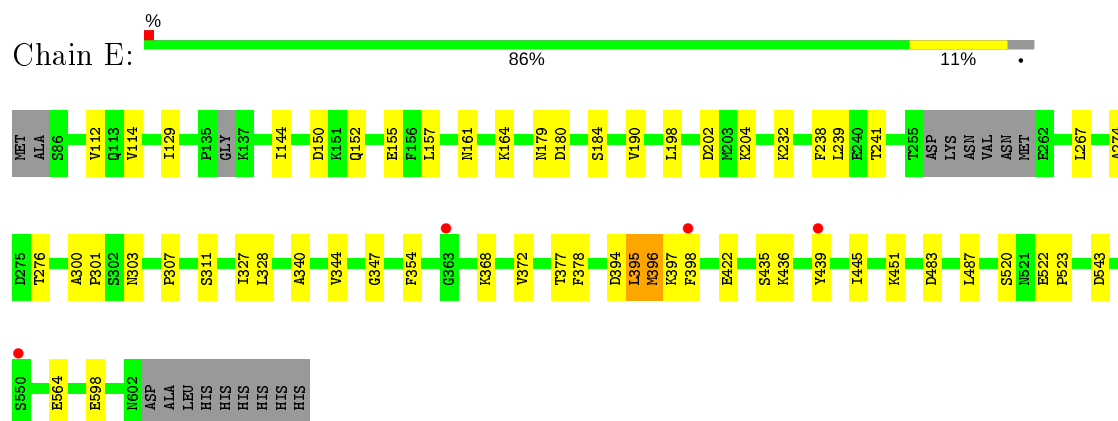 %
Chain E:
86% 11% •
MET ALA S86 V112 Q113 V114 I129 P135 GLY K137 I144 D150 K151 Q152 E155 F156 L157 N161 K164 N179 D180 S184 V190 L198 D202 M203 K204 K232 F238 L239 E240 T241 T255 ASP LYS ASN VAL ASN MET E262 L267 A274
D275 T276 A300 P301 S302 N303 P307 S311 I327 L328 A340 V344 G347 F354 G363 K368 V372 T377 F378 D394 L395 M396 K397 F398 E422 S435 K436 Y439 I445 K451 D483 L487 S520 N521 E522 P523 D543
S550 E564 E598 N602 ASP ALA LEU HIS HIS HIS HIS HIS HIS